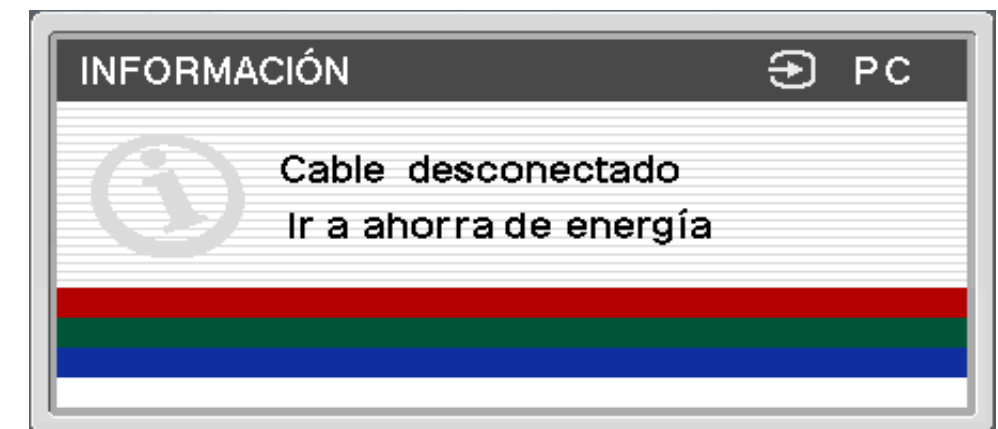 INFORMACIÓN PC
Cable desconectado
Ir a ahorra de energía